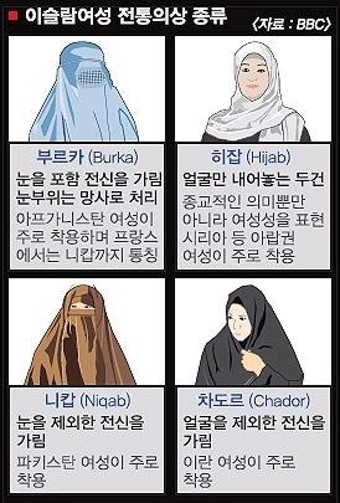 ■ 이슬람여성 전통의상 종류
<자료 : BBC>
부르카 (Burka)
눈을 포함 전신을 가림
눈부위는 망사로 처리
아프가니스탄 여성이
주로 착용하며 프랑스
에서는 니캅까지 통칭
히잡 (Hijab)
얼굴만 내어놓는 두건
종교적인 의미뿐만
아니라 여성성을 표현
시리아 등 아랍권
여성이 주로 착용
니캅 (Niqab)
눈을 제외한 전신을
가림
파키스탄 여성이 주로
착용
차도르 (Chador)
얼굴을 제외한 전신을
가림
이란 여성이 주로
착용